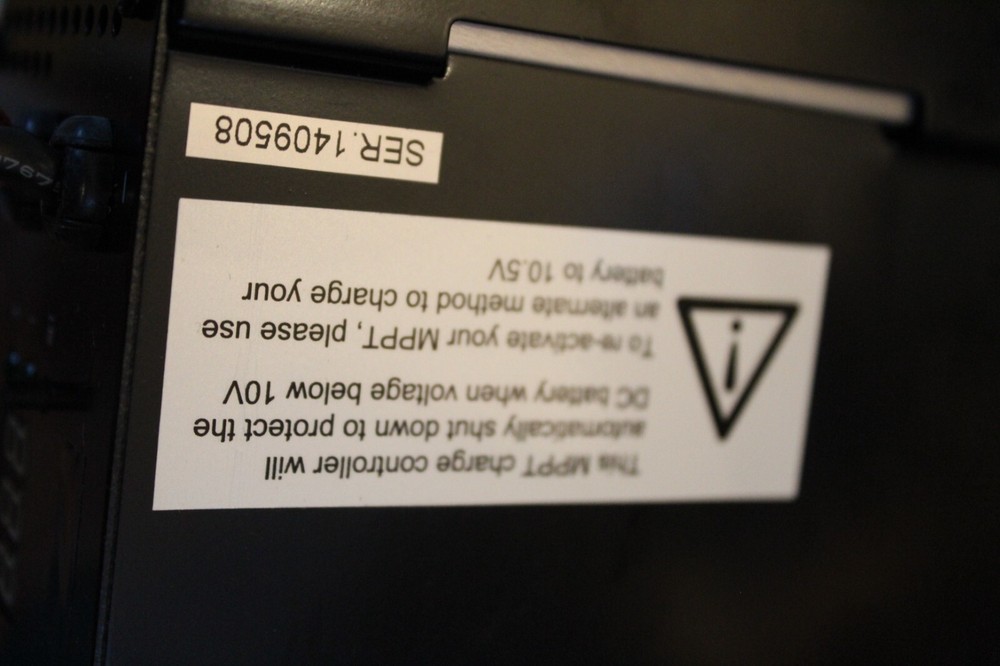 This MPPT charge controller will
automatically shut down to protect the
DC battery when voltage below 10V
To re-activate your MPPT, please use
an alternate method to charge your
battery to 10.5V
SER.1409508
767